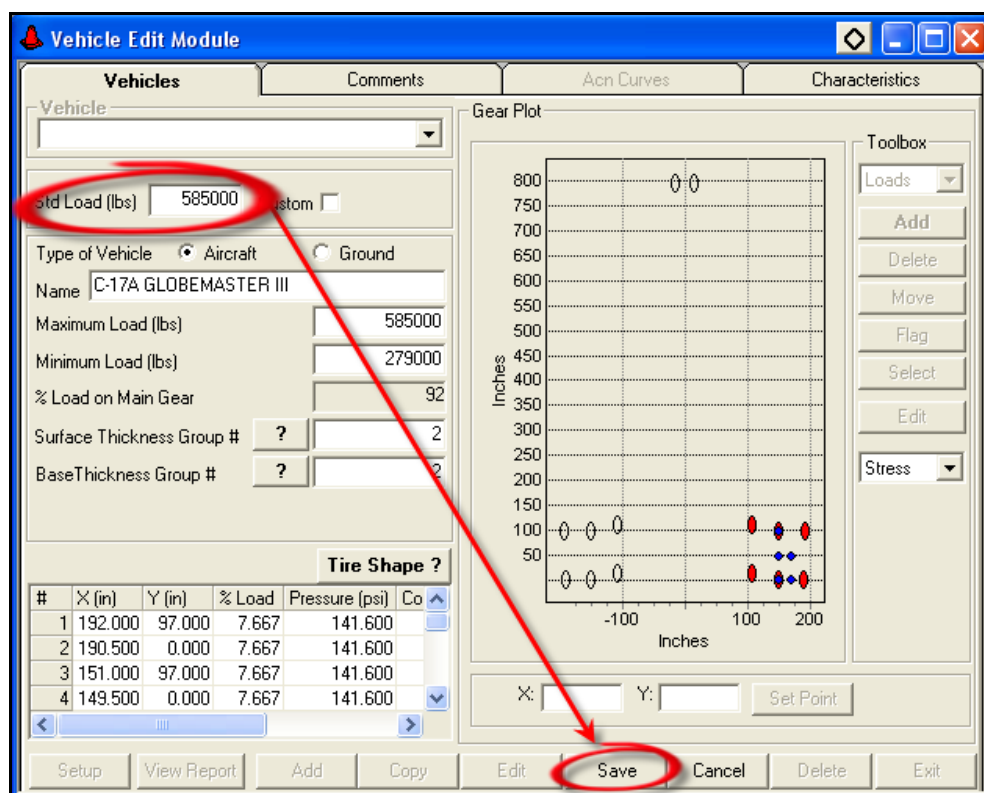 Vehicle Edit Module
Vehicles Comments Acn Curves Characteristics
Vehicle
Std Load (lbs) 585000 ustom
Type of Vehicle Aircraft Ground
Name C-17A GLOBEMASTER III
Maximum Load (lbs) 585000
Minimum Load (lbs) 279000
% Load on Main Gear 92
Surface Thickness Group # ? 2
BaseThickness Group # ? 2
Tire Shape ?
# X (in) Y (in) % Load Pressure (psi) Co
1 192.000 97.000 7.667 141.600
2 190.500 0.000 7.667 141.600
3 151.000 97.000 7.667 141.600
4 149.500 0.000 7.667 141.600
Gear Plot
800
750
700
650
600
550
500
450
400
350
300
250
200
150
100
50
Inches
-100 100 200
Inches
X: Y: Set Point
Toolbox
Loads
Add
Delete
Move
Flag
Select
Edit
Stress
Setup View Report Add Copy Edit Save Cancel Delete Exit